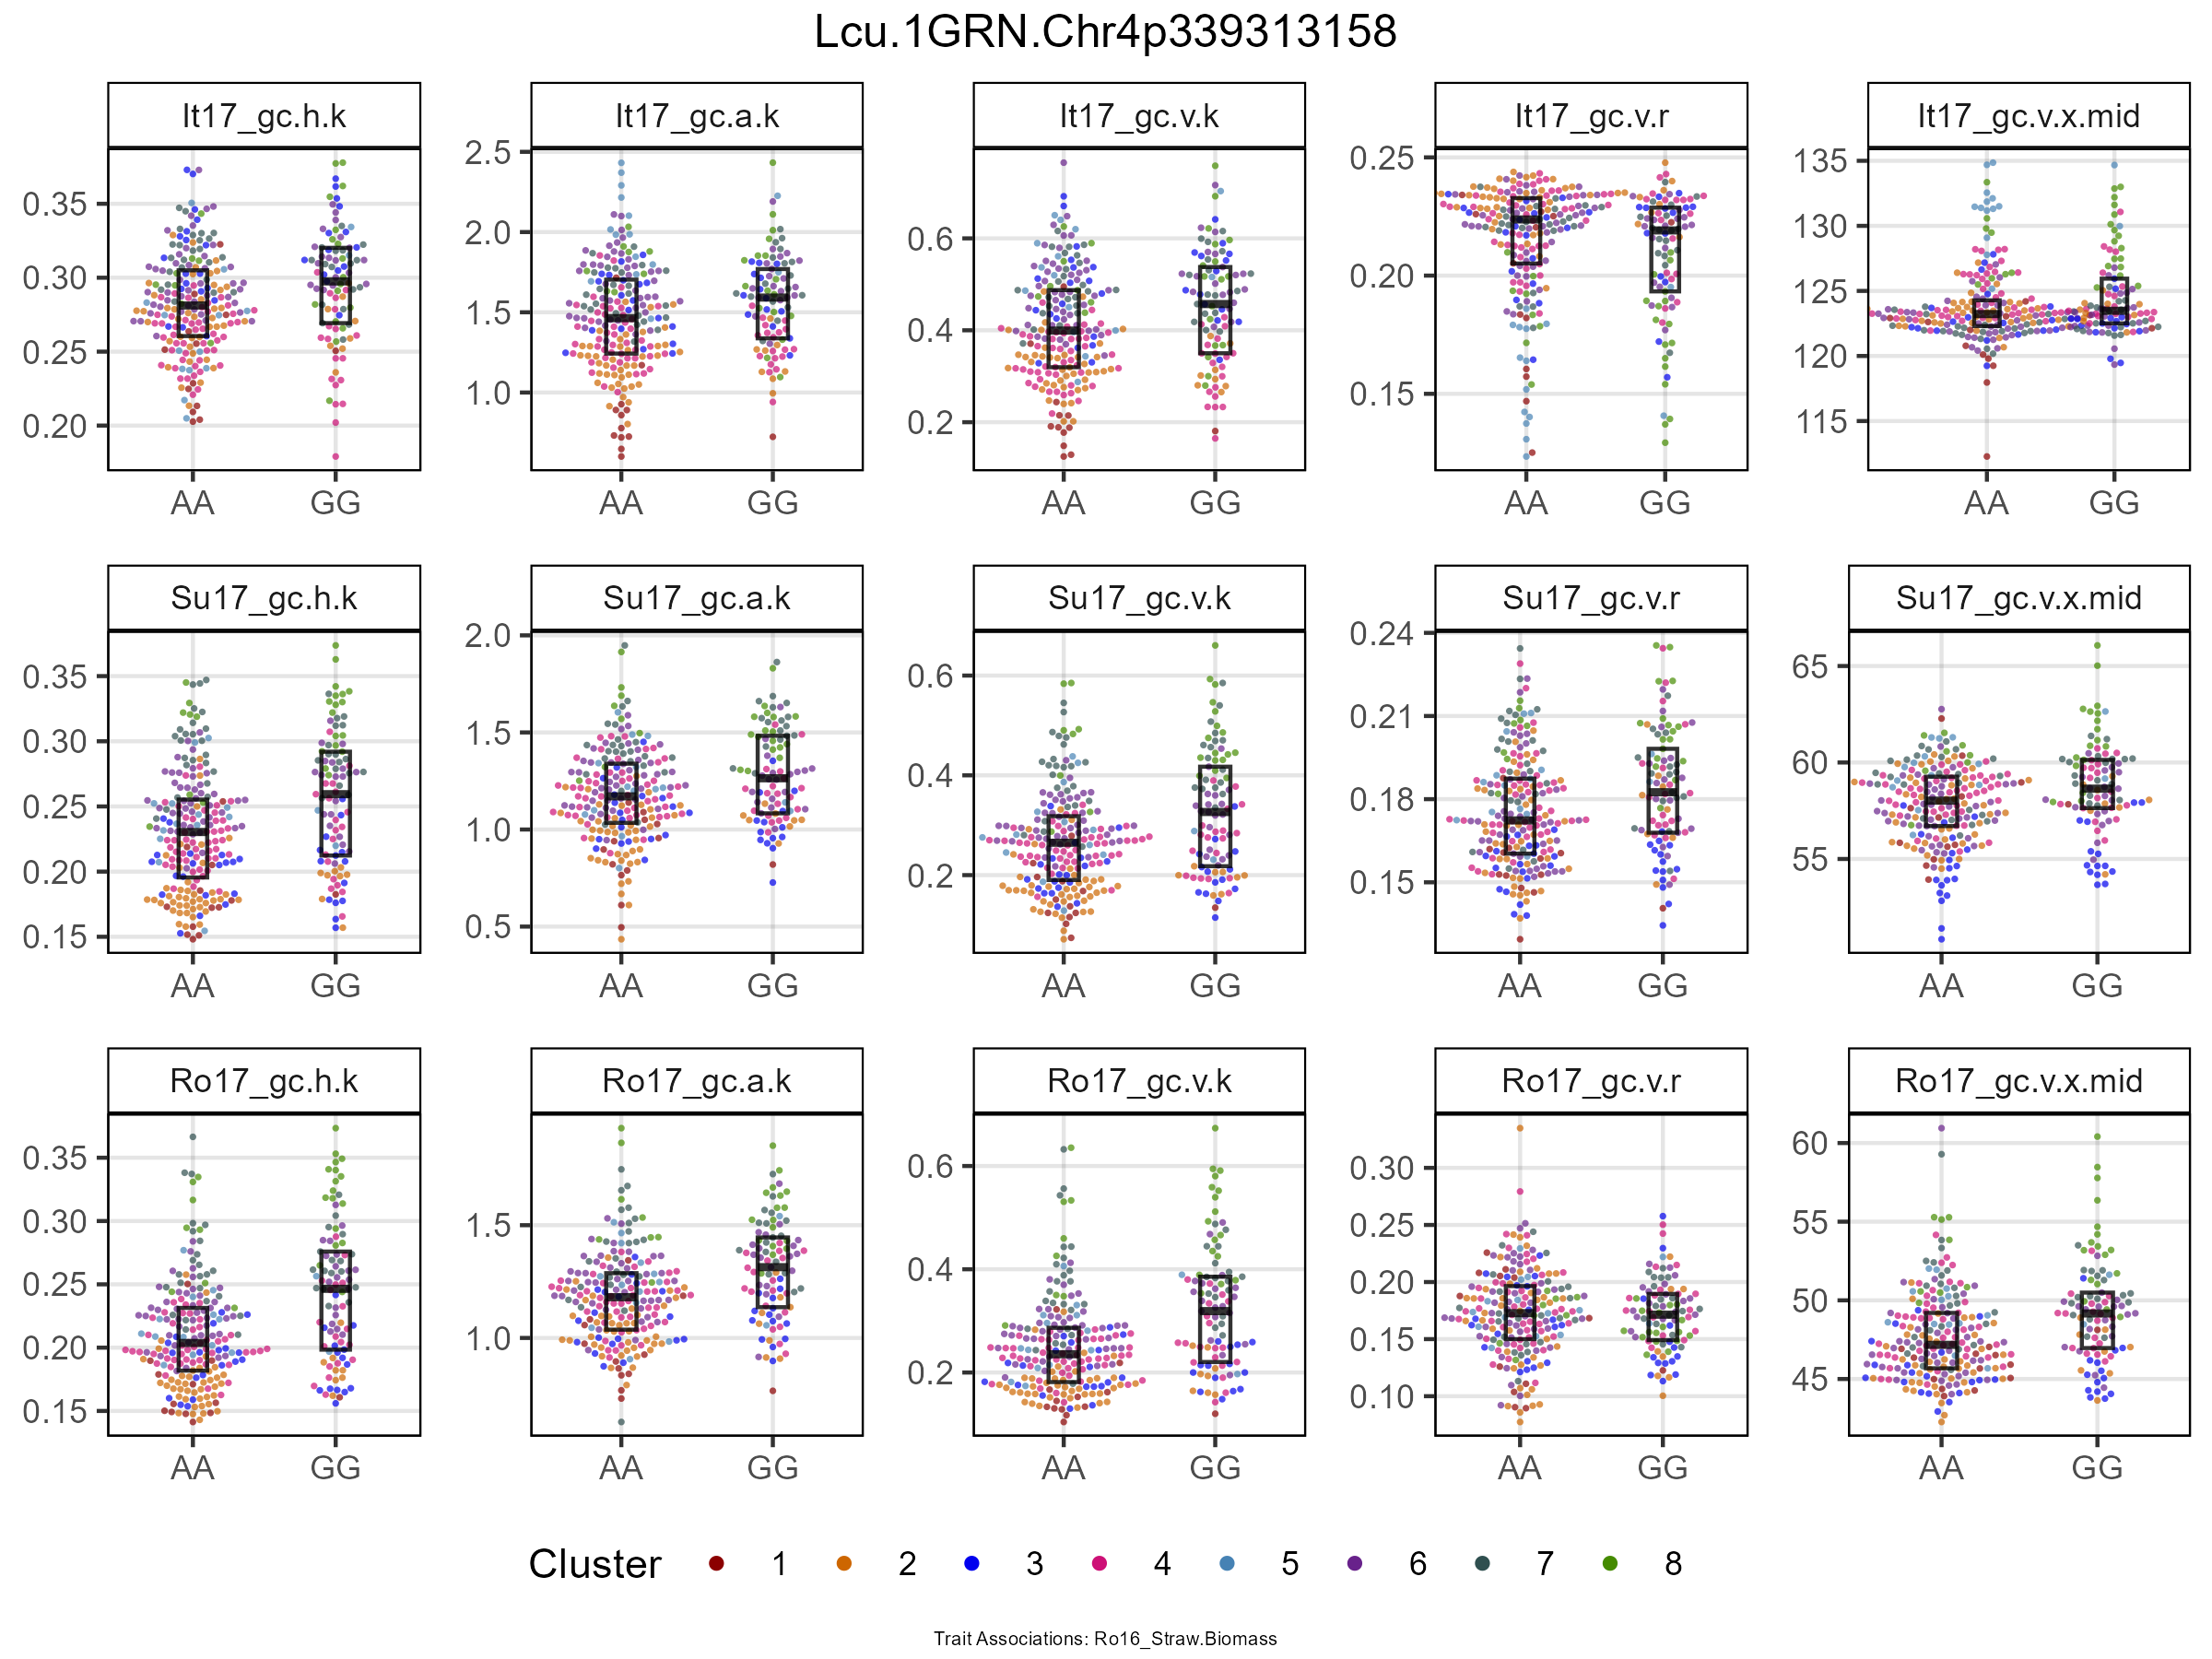 Lcu.1GRN.Chr4p339313158
It17_gc.h.k
It17_gc.a.k
It17_gc.v.k
It17_gc.v.r
It17_gc.v.x.mid
0.35
0.30
0.25
0.20
AA GG
2.5
2.0
1.5
1.0
AA GG
0.6
0.4
0.2
AA GG
0.25
0.20
0.15
AA GG
135
130
125
120
115
AA GG
Su17_gc.h.k
Su17_gc.a.k
Su17_gc.v.k
Su17_gc.v.r
Su17_gc.v.x.mid
0.35
0.30
0.25
0.20
0.15
AA GG
2.0
1.5
1.0
0.5
AA GG
0.6
0.4
0.2
AA GG
0.24
0.21
0.18
0.15
AA GG
65
60
55
AA GG
Ro17_gc.h.k
Ro17_gc.a.k
Ro17_gc.v.k
Ro17_gc.v.r
Ro17_gc.v.x.mid
0.35
0.30
0.25
0.20
0.15
AA GG
1.5
1.0
AA GG
0.6
0.4
0.2
AA GG
0.30
0.25
0.20
0.15
0.10
AA GG
60
55
50
45
AA GG
Cluster 1 2 3 4 5 6 7 8
Trait Associations: Ro16_Straw.Biomass